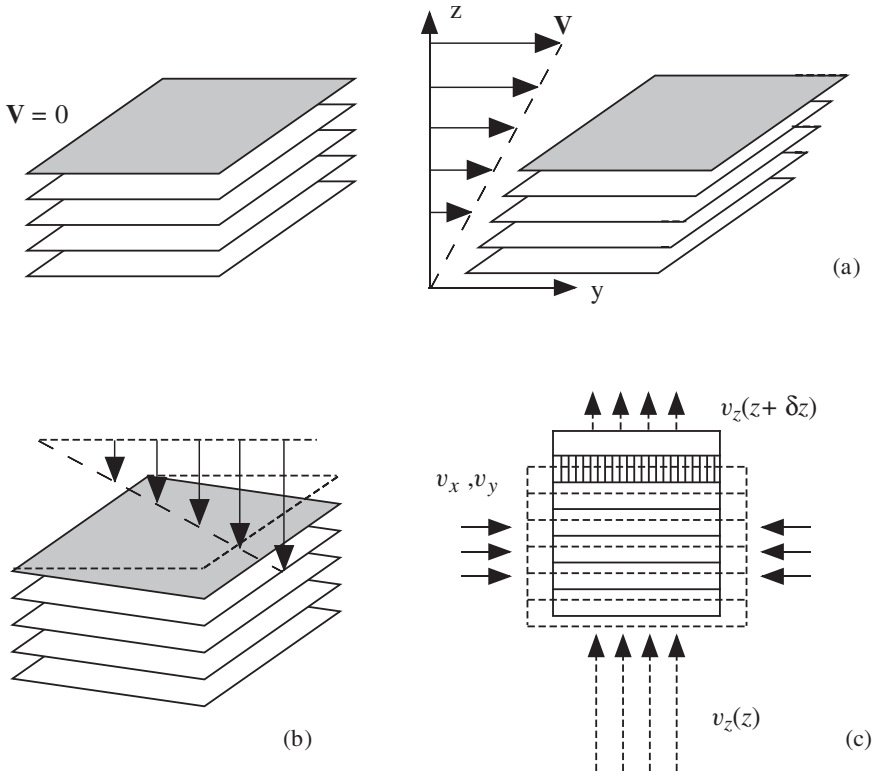 V = 0
z
V
y
(a)
(b)
v_z(z+ δz)
v_x ,v_y
v_z(z)
(c)